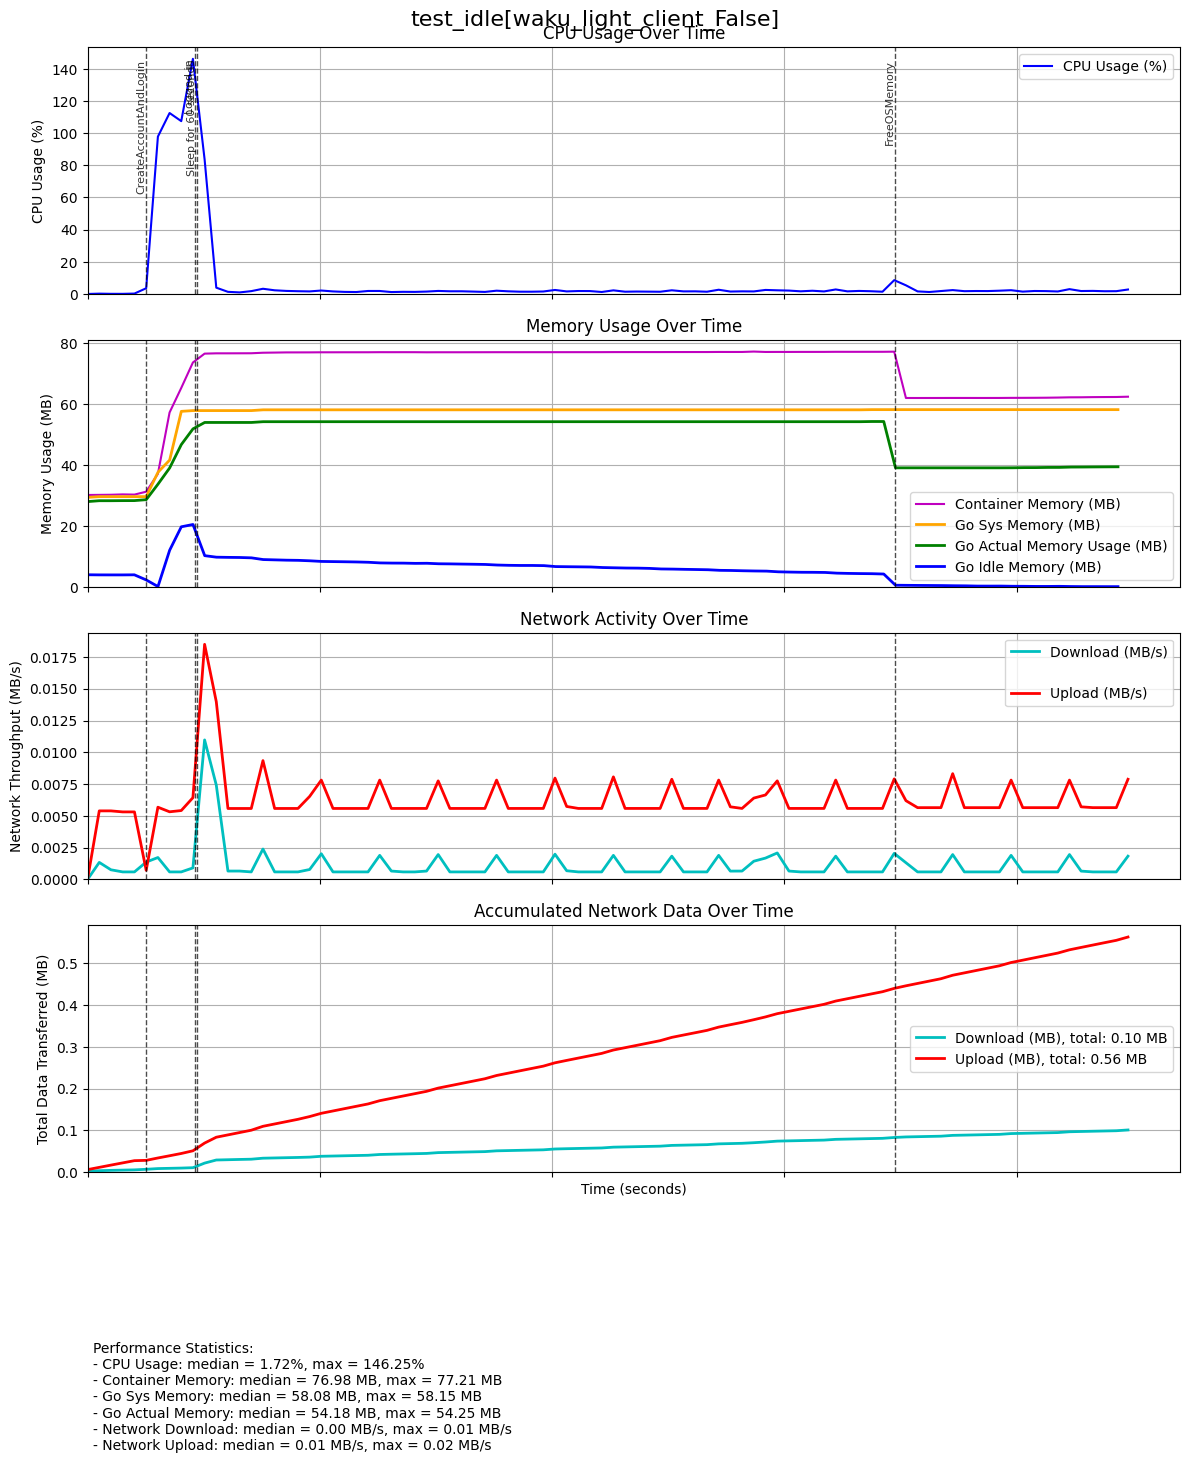 test_idle[waku_light_client_False]
CPU Usage Over Time
CPU Usage (%)
140
120
100
80
60
40
20
0
CreateAccountAndLogin
Sleep for 60
FreeOSMemory
CPU Usage (%)
Memory Usage Over Time
Memory Usage (MB)
80
60
40
20
0
Container Memory (MB)
Go Sys Memory (MB)
Go Actual Memory Usage (MB)
Go Idle Memory (MB)
Network Activity Over Time
Network Throughput (MB/s)
0.0175
0.0150
0.0125
0.0100
0.0075
0.0050
0.0025
0.0000
Download (MB/s)
Upload (MB/s)
Accumulated Network Data Over Time
Total Data Transferred (MB)
0.5
0.4
0.3
0.2
0.1
0.0
Download (MB), total: 0.10 MB
Upload (MB), total: 0.56 MB
Time (seconds)
Performance Statistics:
- CPU Usage: median = 1.72%, max = 146.25%
- Container Memory: median = 76.98 MB, max = 77.21 MB
- Go Sys Memory: median = 58.08 MB, max = 58.15 MB
- Go Actual Memory: median = 54.18 MB, max = 54.25 MB
- Network Download: median = 0.00 MB/s, max = 0.01 MB/s
- Network Upload: median = 0.01 MB/s, max = 0.02 MB/s